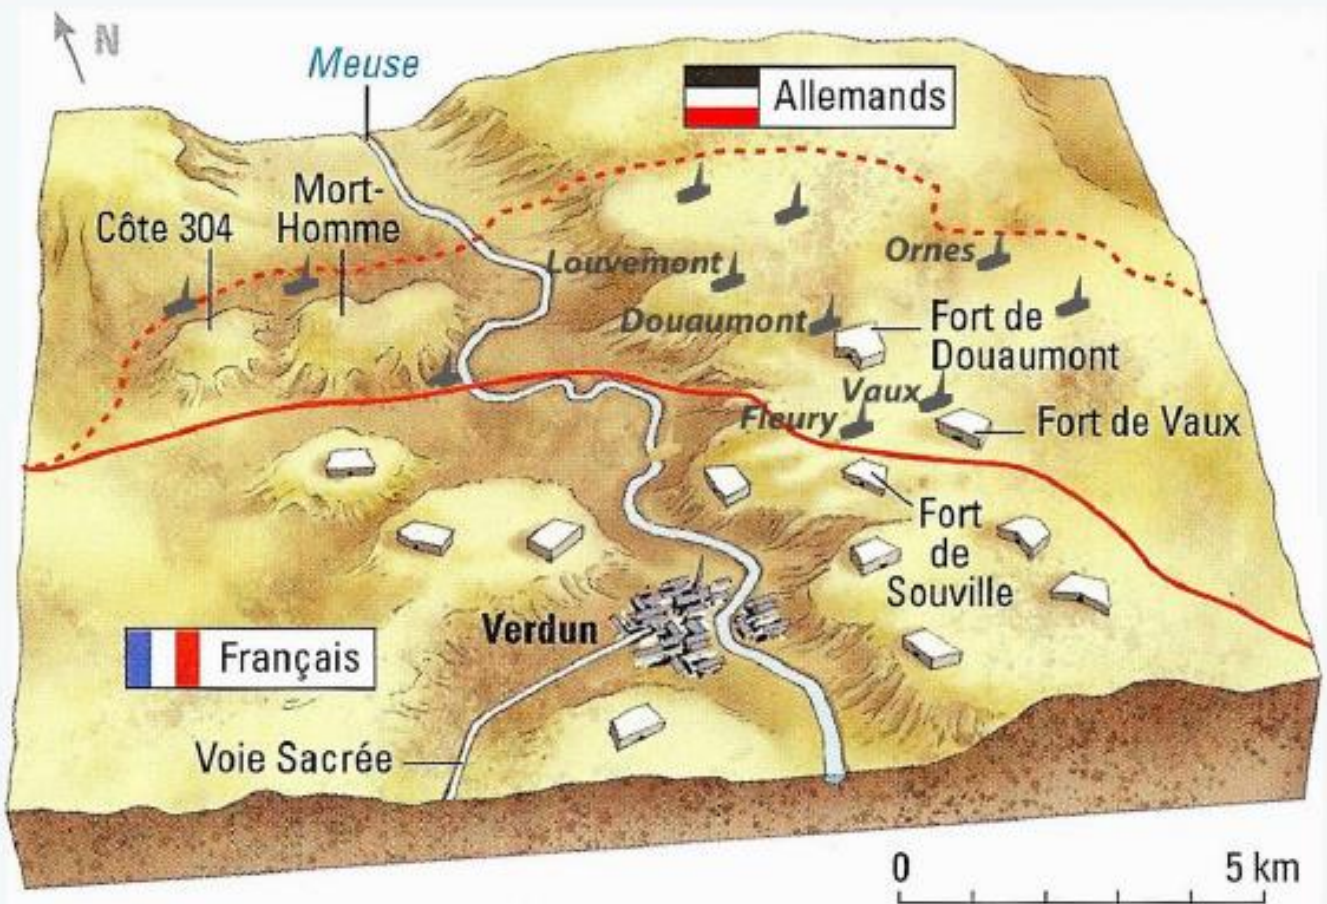 N
Meuse
Allemands
Mort-
Homme
Côte 304
Louvemont
Ornes
Douaumont
Fort de
Douaumont
Vaux
Fleury
Fort de Vaux
Fort
de
Souville
Verdun
Français
Voie Sacrée
0 5 km